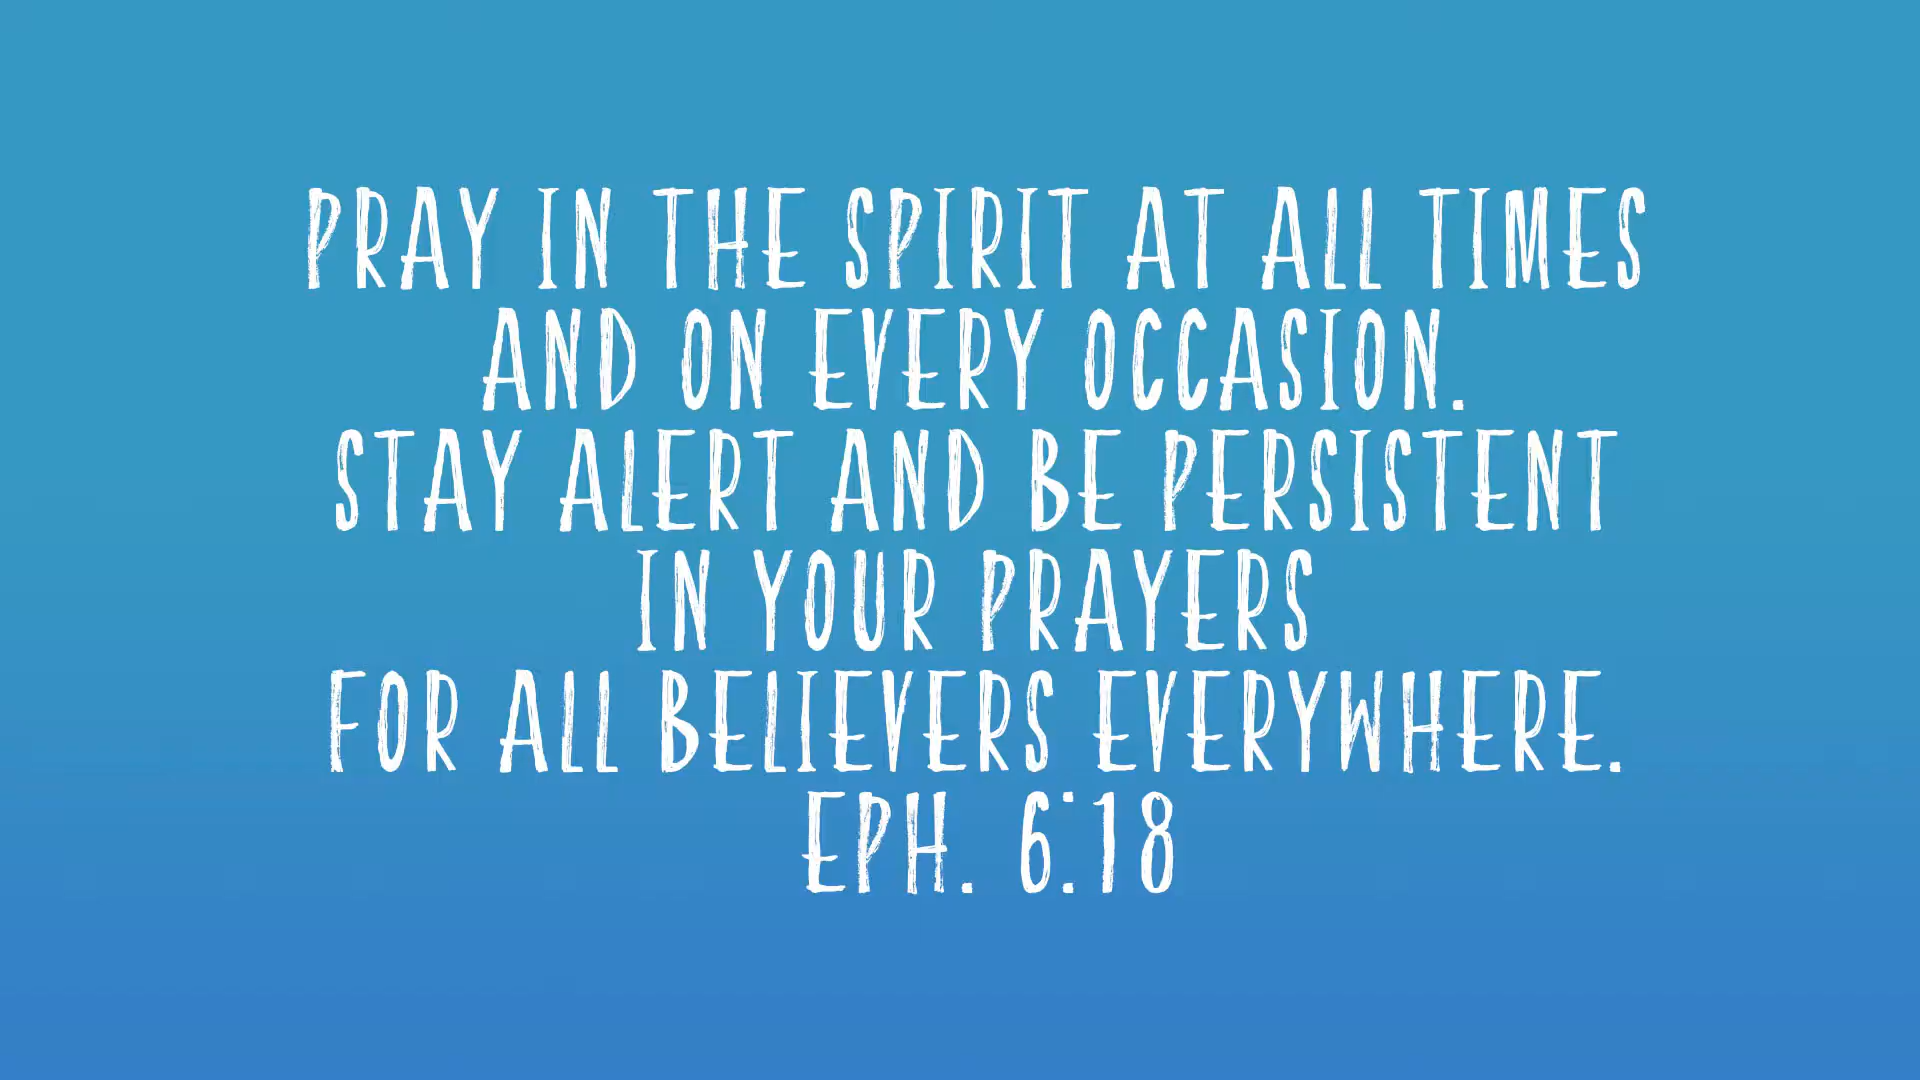 PRAY IN THE SPIRIT AT ALL TIMES
AND ON EVERY OCCASION.
STAY ALERT AND BE PERSISTENT
IN YOUR PRAYERS
FOR ALL BELIEVERS EVERYWHERE.
EPH. 6:18